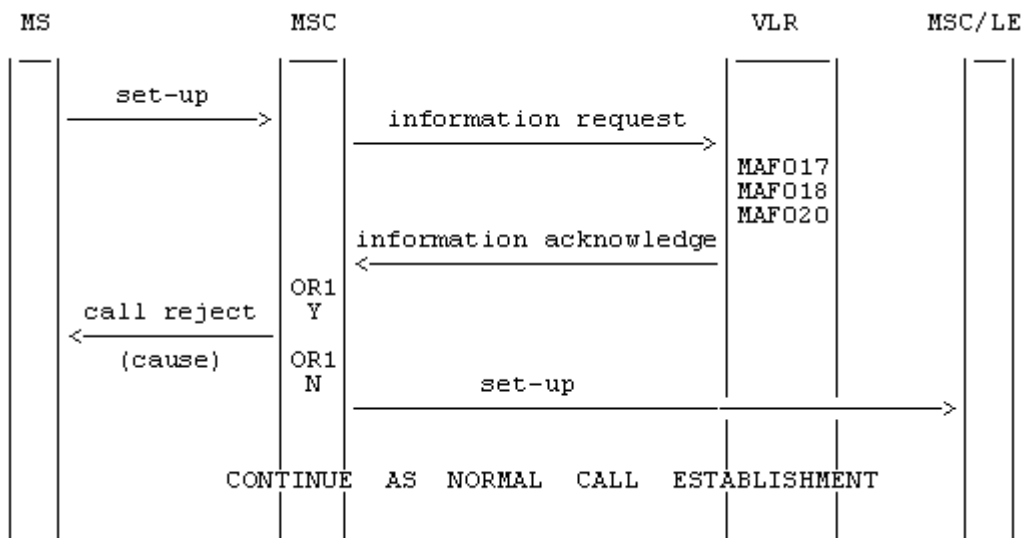 MS MSC VLR MSC/LE
set-up
information request
MAF017
MAF018
MAF020
information acknowledge
OR1
Y
call reject
(cause)
OR1
N
set-up
CONTINUE AS NORMAL CALL ESTABLISHMENT